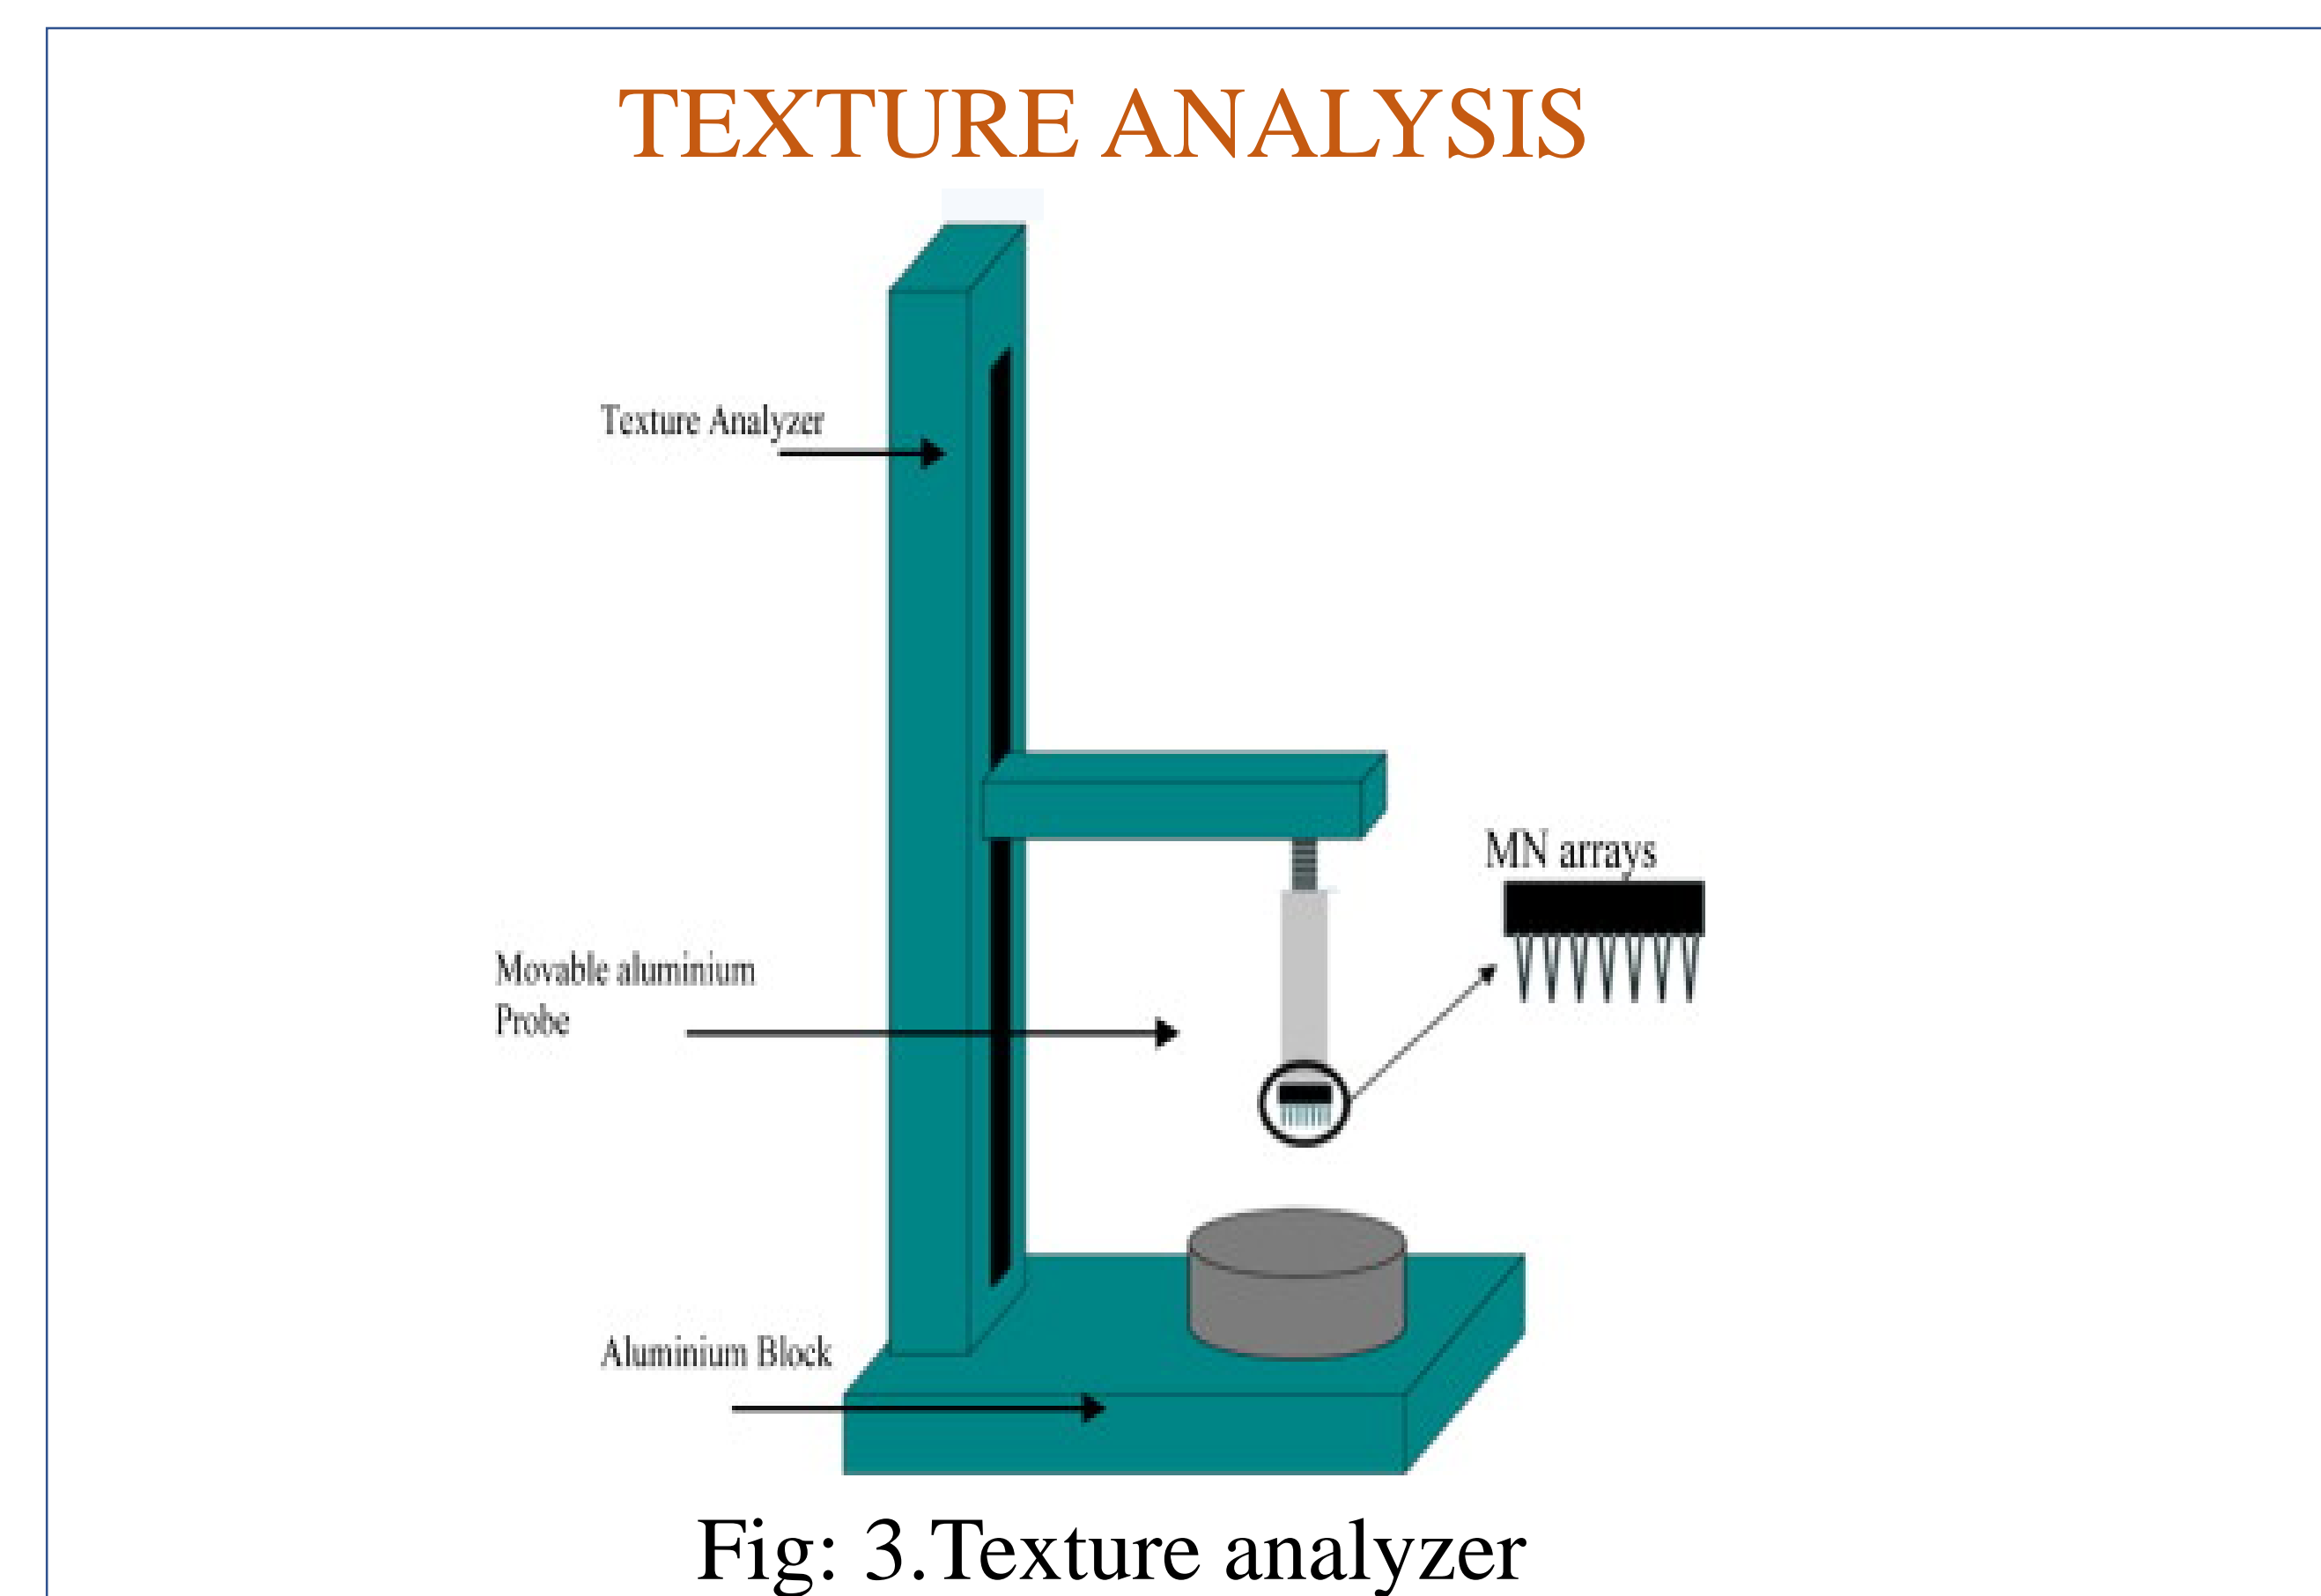 TEXTURE ANALYSIS
Texture Analyzer
MN arrays
Movable aluminium
Probe
Aluminium Block
Fig: 3.Texture analyzer